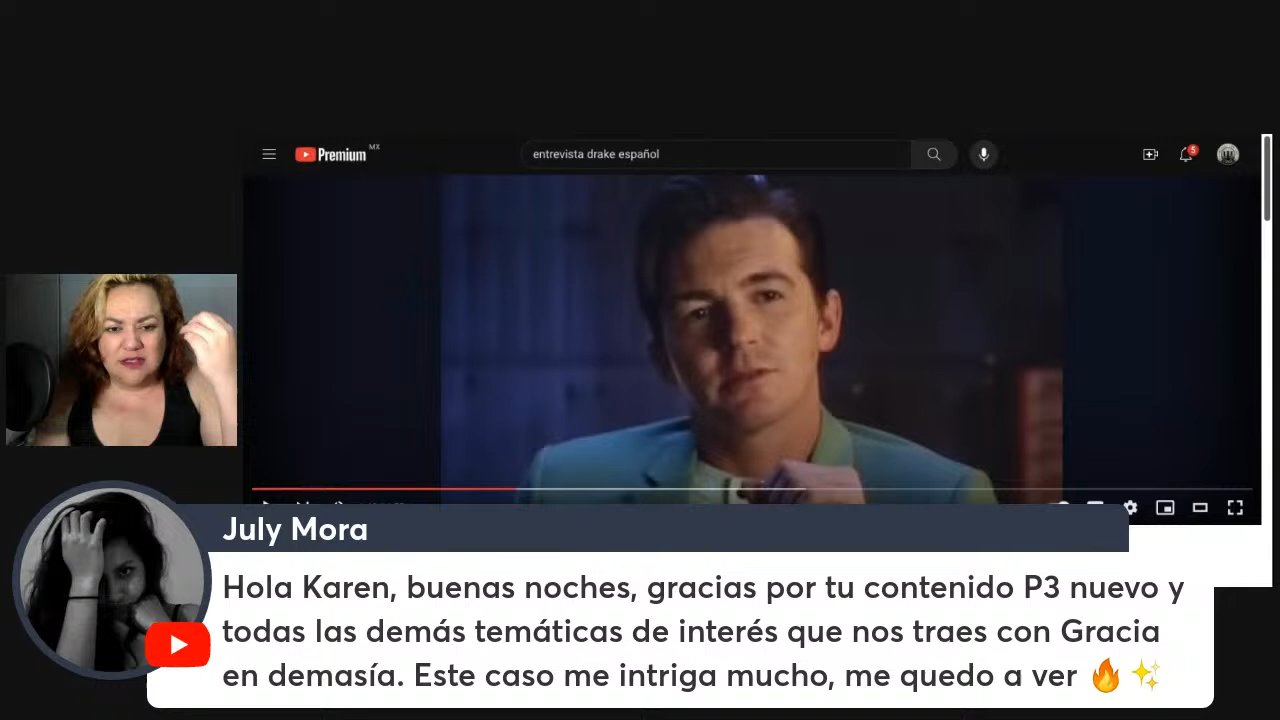 Premium MX
entrevista drake español
5
July Mora
Hola Karen, buenas noches, gracias por tu contenido P3 nuevo y
todas las demás temáticas de interés que nos traes con Gracia
en demasía. Este caso me intriga mucho, me quedo a ver 🔥✨